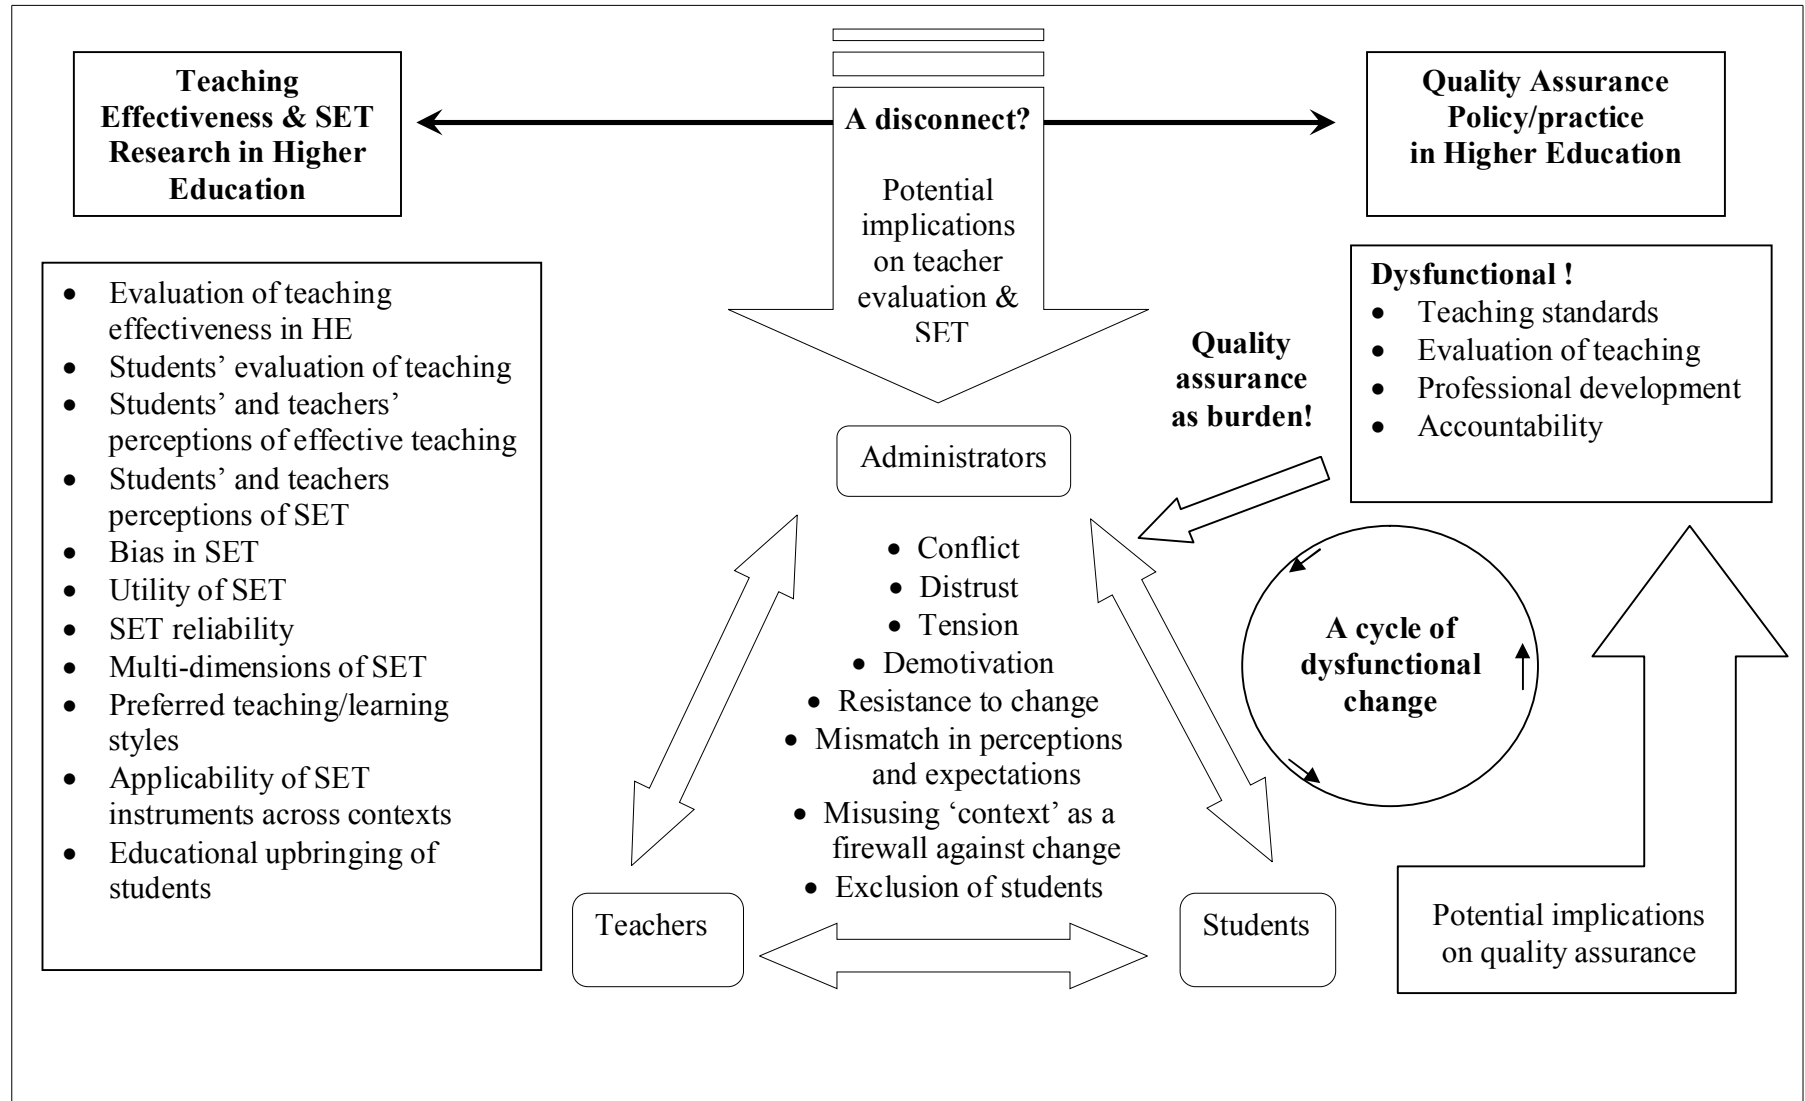 Teaching
Effectiveness & SET
Research in Higher
Education
A disconnect?
Potential
implications
on teacher
evaluation &
SET
Quality Assurance
Policy/practice
in Higher Education
• Evaluation of teaching
effectiveness in HE
• Students’ evaluation of teaching
• Students’ and teachers’
perceptions of effective teaching
• Students’ and teachers
perceptions of SET
• Bias in SET
• Utility of SET
• SET reliability
• Multi-dimensions of SET
• Preferred teaching/learning
styles
• Applicability of SET
instruments across contexts
• Educational upbringing of
students
Dysfunctional !
• Teaching standards
• Evaluation of teaching
• Professional development
• Accountability
Quality
assurance
as burden!
Administrators
• Conflict
• Distrust
• Tension
• Demotivation
• Resistance to change
• Mismatch in perceptions
and expectations
• Misusing ‘context’ as a
firewall against change
• Exclusion of students
A cycle of
dysfunctional
change
Teachers
Students
Potential implications
on quality assurance